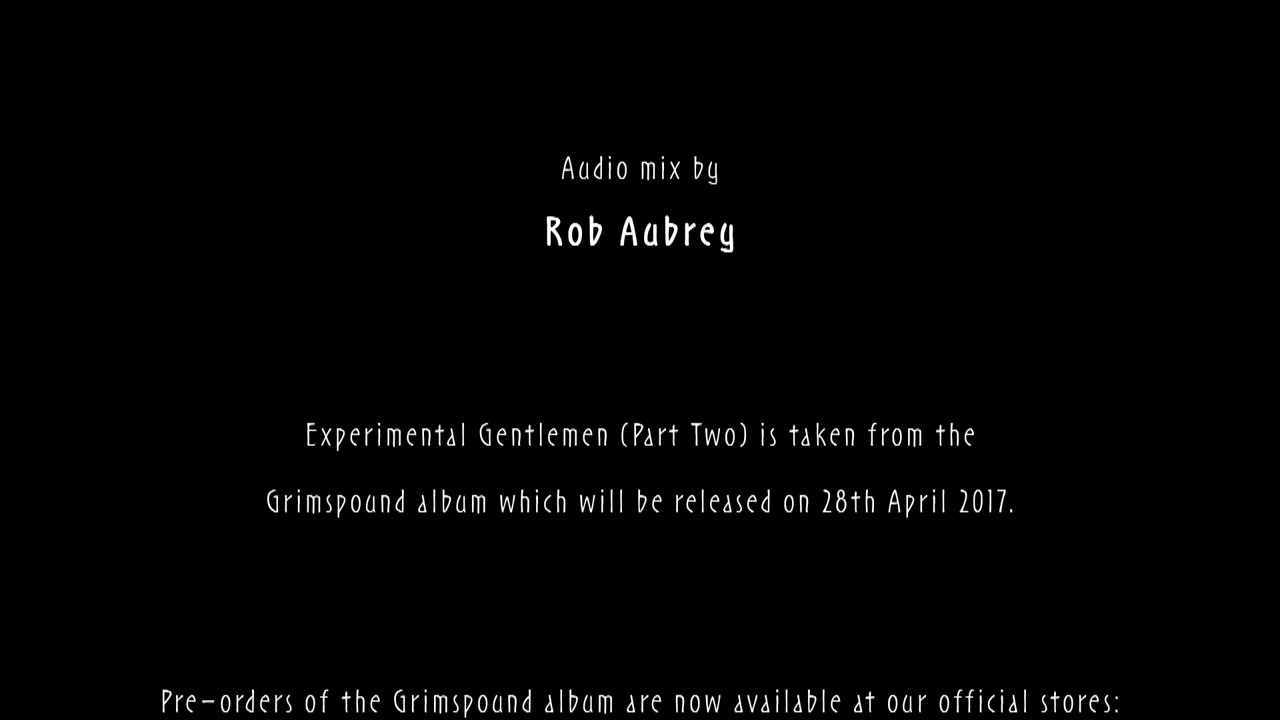 Audio mix by
Rob Aubrey
Experimental Gentlemen (Part Two) is taken from the
Grimspound album which will be released on 28th April 2017.
Pre-orders of the Grimspound album are now available at our official stores: